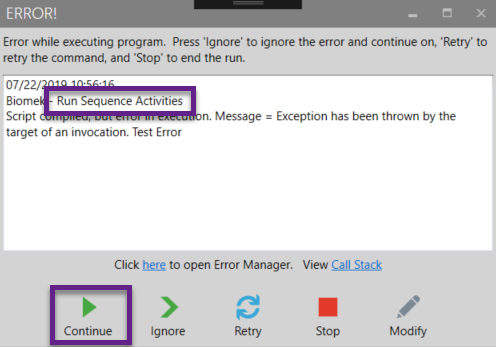 ERROR!
Error while executing program. Press 'Ignore' to ignore the error and continue on, 'Retry' to
retry the command, and 'Stop' to end the run.
07/22/2019 10:56:16
Biomek - Run Sequence Activities
Script compiled, but error in execution. Message = Exception has been thrown by the
target of an invocation. Test Error
Click here to open Error Manager. View Call Stack
Continue Ignore Retry Stop Modify